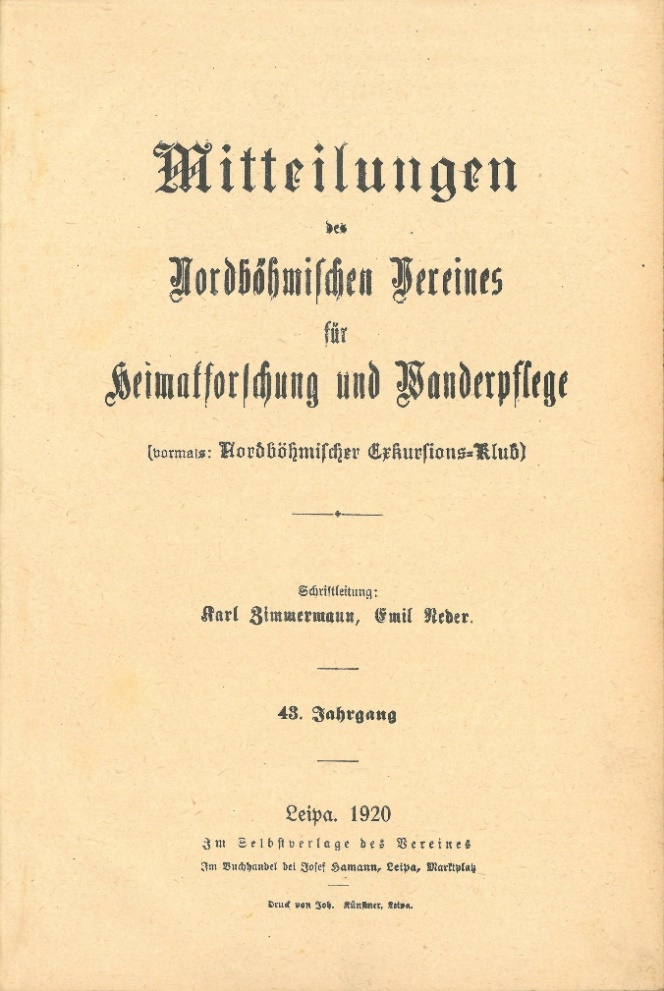 Mitteilungen
des
Nordböhmischen Vereines
für
Heimatforschung und Wanderpflege
(vormals: Nordböhmischer Exkursions=Klub)
Schriftleitung:
Karl Zimmermann, Emil Neder.
43. Jahrgang
Leipa. 1920
Im Selbstverlage des Vereines
Im Buchhandel bei Josef Hamann, Leipa, Marktplatz
Druck von Joh. Künstner, Leipa.